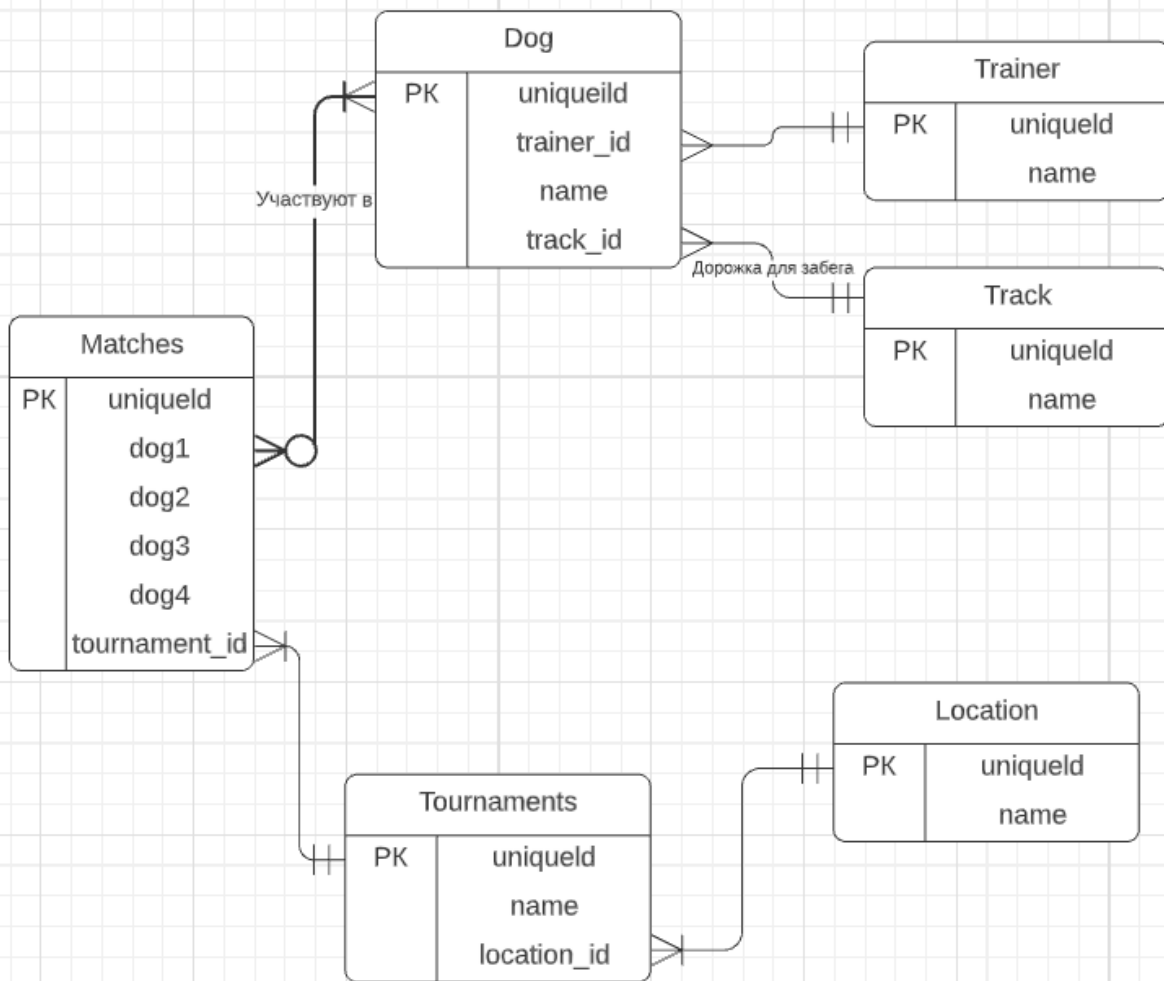 Dog
PK
uniqueiId
trainer_id
name
track_id
Trainer
PK
uniqueId
name
Участвуют в
Дорожка для забега
Track
PK
uniqueId
name
Matches
PK
uniqueId
dog1
dog2
dog3
dog4
tournament_id
Location
PK
uniqueId
name
Tournaments
PK
uniqueId
name
location_id